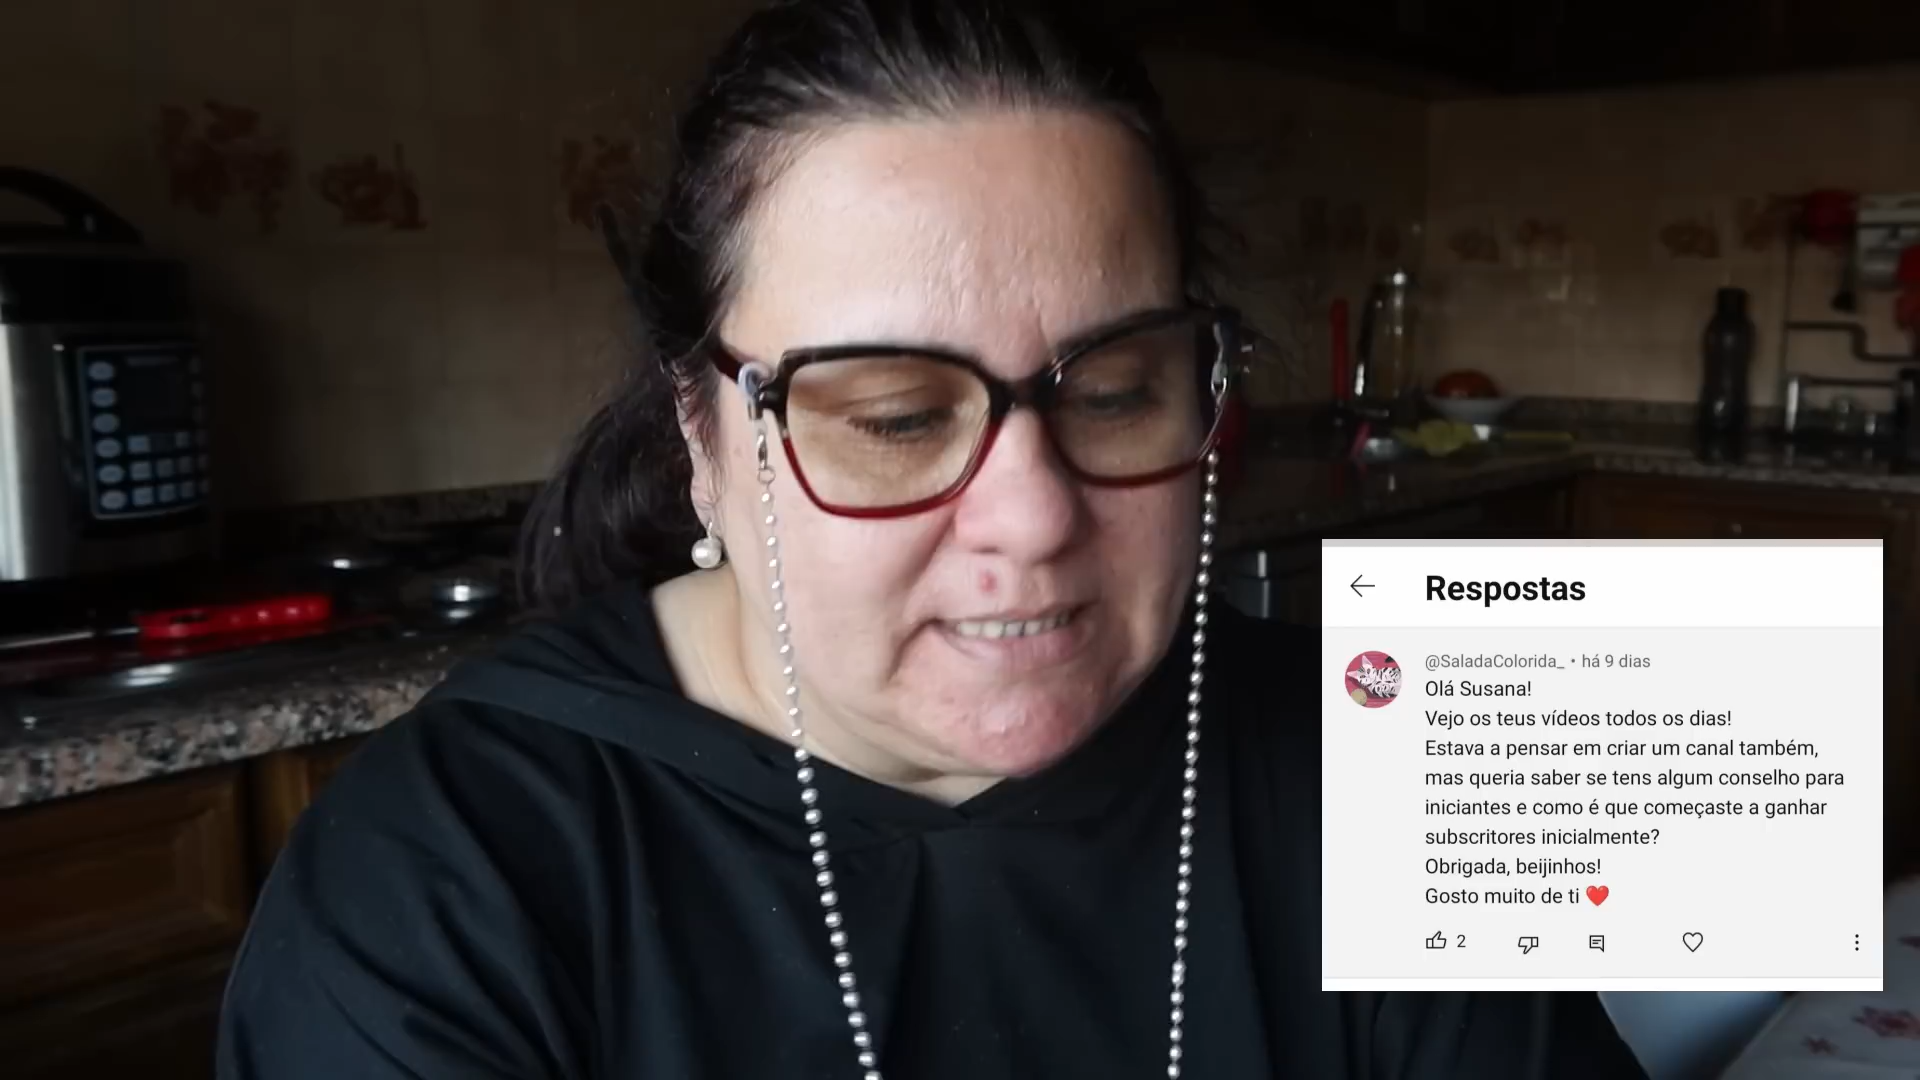 Respostas
@SaladaColorida_ • há 9 dias
Olá Susana!
Vejo os teus vídeos todos os dias!
Estava a pensar em criar um canal também,
mas queria saber se tens algum conselho para
iniciantes e como é que começaste a ganhar
subscritores inicialmente?
Obrigada, beijinhos!
Gosto muito de ti ❤️
2